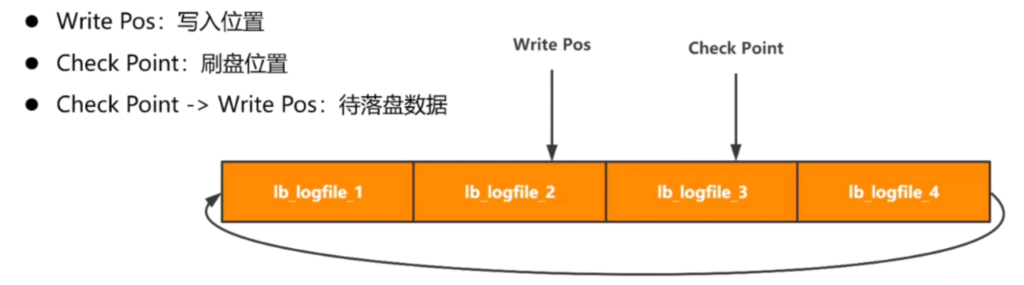 ● Write Pos：写入位置
● Check Point：刷盘位置
● Check Point -> Write Pos：待落盘数据
Write Pos
Check Point
lb_logfile_1
lb_logfile_2
lb_logfile_3
lb_logfile_4